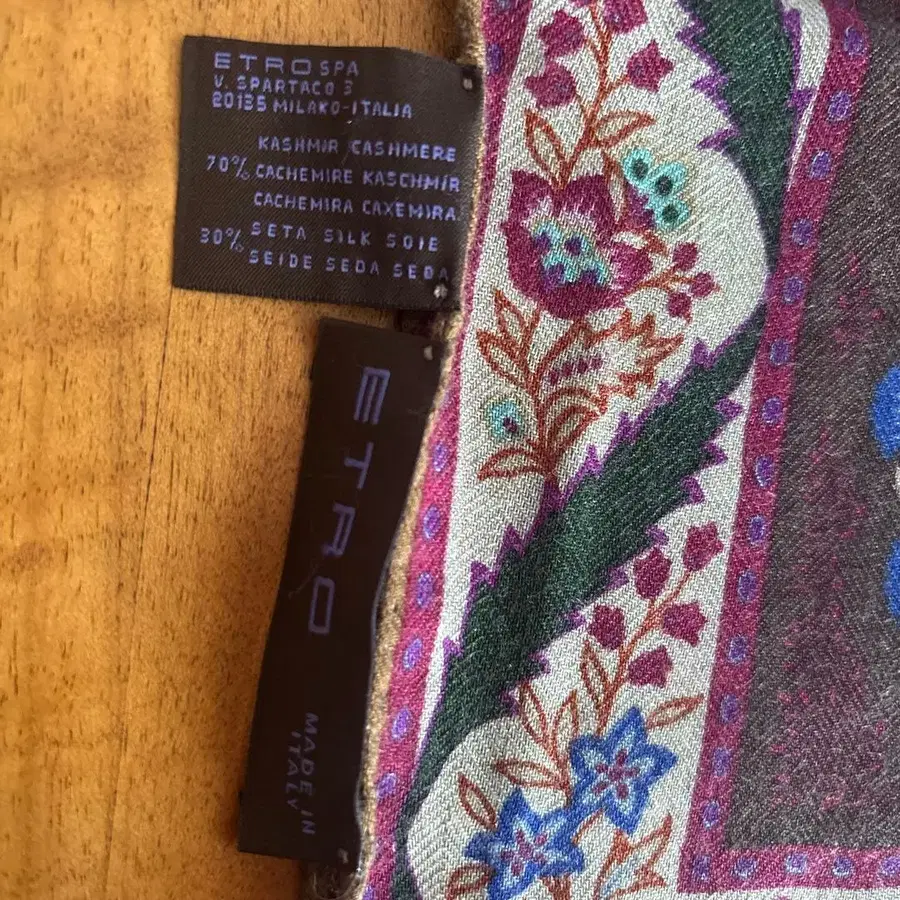 ETRO SPA
V. SPARTACO 3
20135 MILANO-ITALIA
KASHMIR CASHMERE
70% CACHEMIRE KASCHMIR
CACHEMIRA CAXEMIRA
30% SETA SILK SOIE
SEIDE SEDA SEDA
ETRO
MADE IN
ITALY